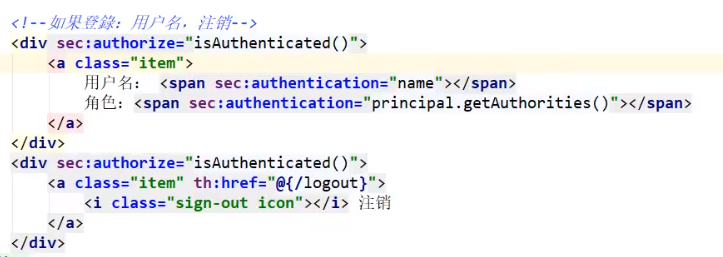 <!--如果登錄：用户名，注销-->
<div sec:authorize="isAuthenticated()">
<a class="item">
用户名： <span sec:authentication="name"></span>
角色：<span sec:authentication="principal.getAuthorities()"></span>
</a>
</div>
<div sec:authorize="isAuthenticated()">
<a class="item" th:href="@{/logout}">
<i class="sign-out icon"></i> 注销
</a>
</div>